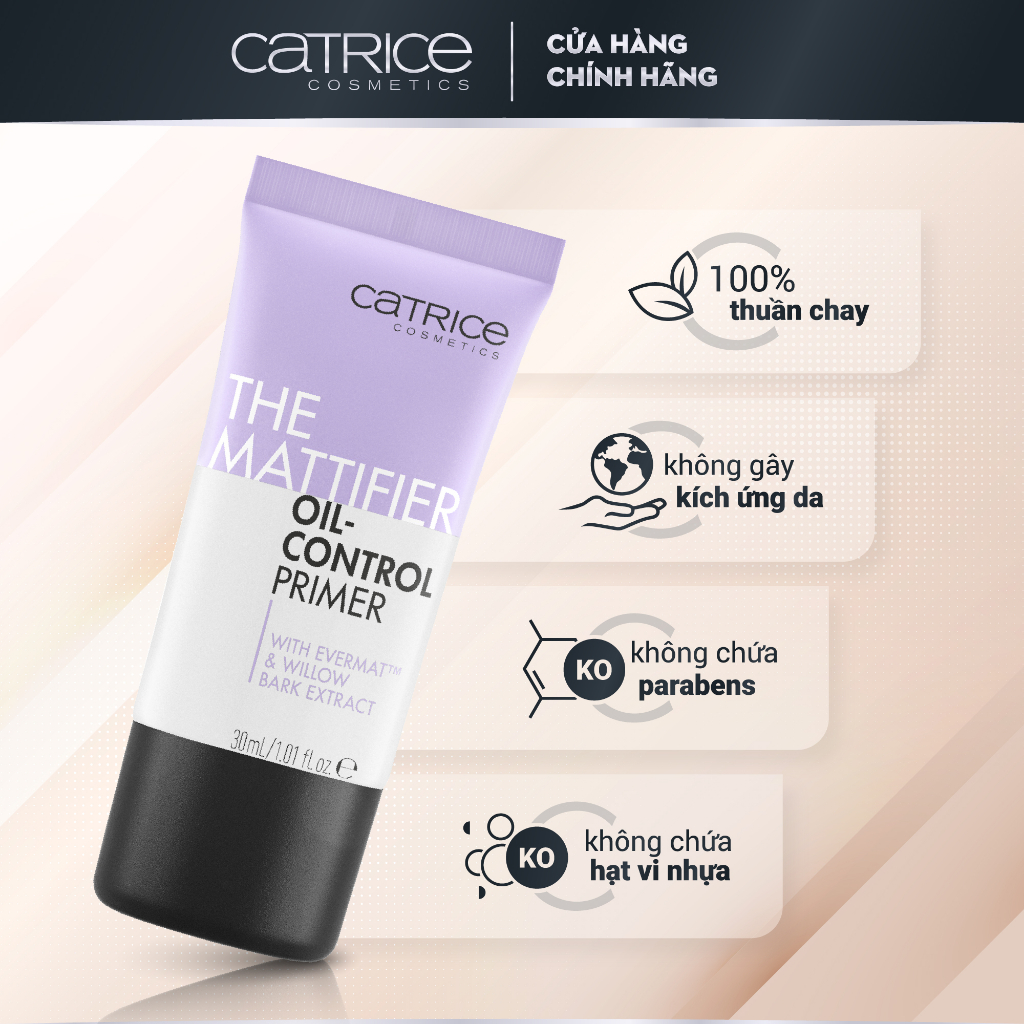 CATRICE
COSMETICS
CỬA HÀNG
CHÍNH HÃNG
CATRICE
COSMETICS
THE
MATTIFIER
OIL-
CONTROL
PRIMER
WITH EVERMAT™
& WILLOW
BARK EXTRACT
30mL/1.01 fl.oz. ℮
100%
thuần chay
không gây
kích ứng da
KO
không chứa
parabens
KO
không chứa
hạt vi nhựa